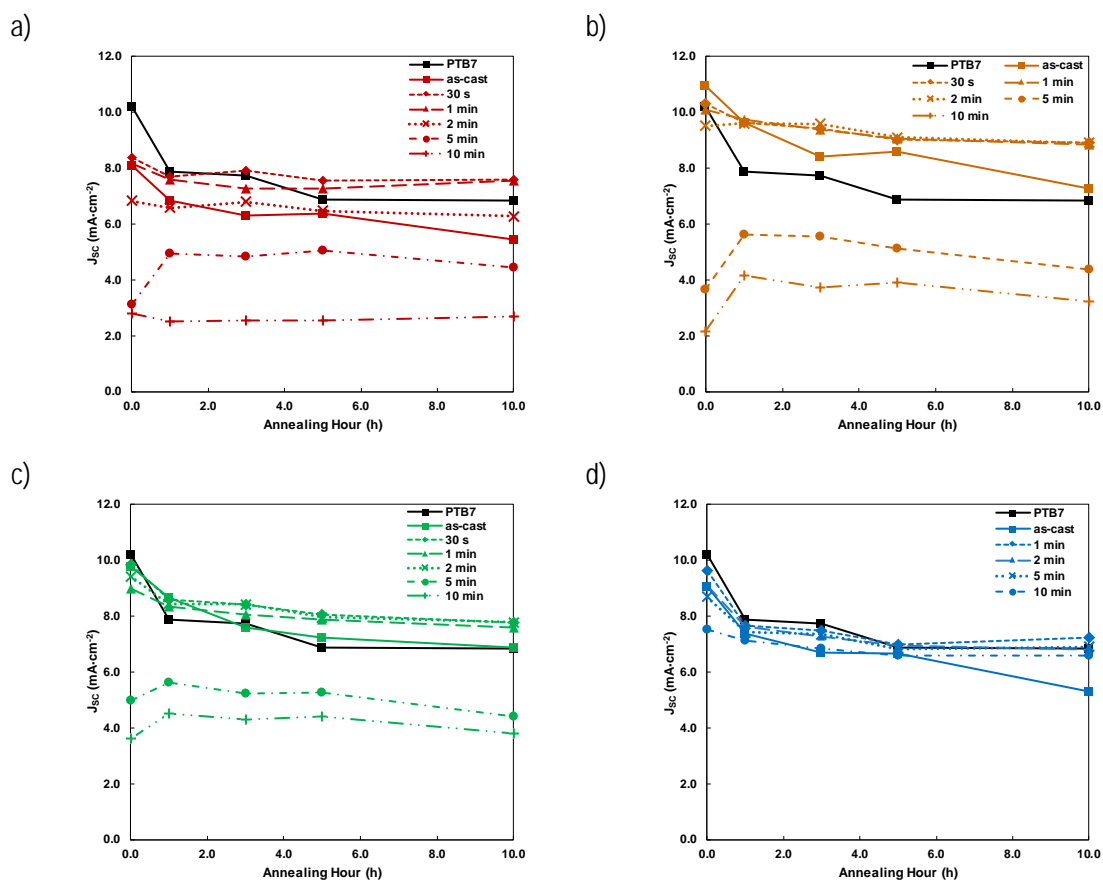 a)
12.0
10.0
8.0
6.0
4.0
2.0
0.0
J_SC (mA·cm⁻²)
PTB7
as-cast
30 s
1 min
2 min
5 min
10 min
0.0 2.0 4.0 6.0 8.0 10.0
Annealing Hour (h)
b)
12.0
10.0
8.0
6.0
4.0
2.0
0.0
J_SC (mA·cm⁻²)
PTB7 as-cast
30 s 1 min
2 min 5 min
10 min
0.0 2.0 4.0 6.0 8.0 10.0
Annealing Hour (h)
c)
12.0
10.0
8.0
6.0
4.0
2.0
0.0
J_SC (mA·cm⁻²)
PTB7
as-cast
30 s
1 min
2 min
5 min
10 min
0.0 2.0 4.0 6.0 8.0 10.0
Annealing Hour (h)
d)
12.0
10.0
8.0
6.0
4.0
2.0
0.0
J_SC (mA·cm⁻²)
PTB7
as-cast
1 min
2 min
5 min
10 min
0.0 2.0 4.0 6.0 8.0 10.0
Annealing Hour (h)